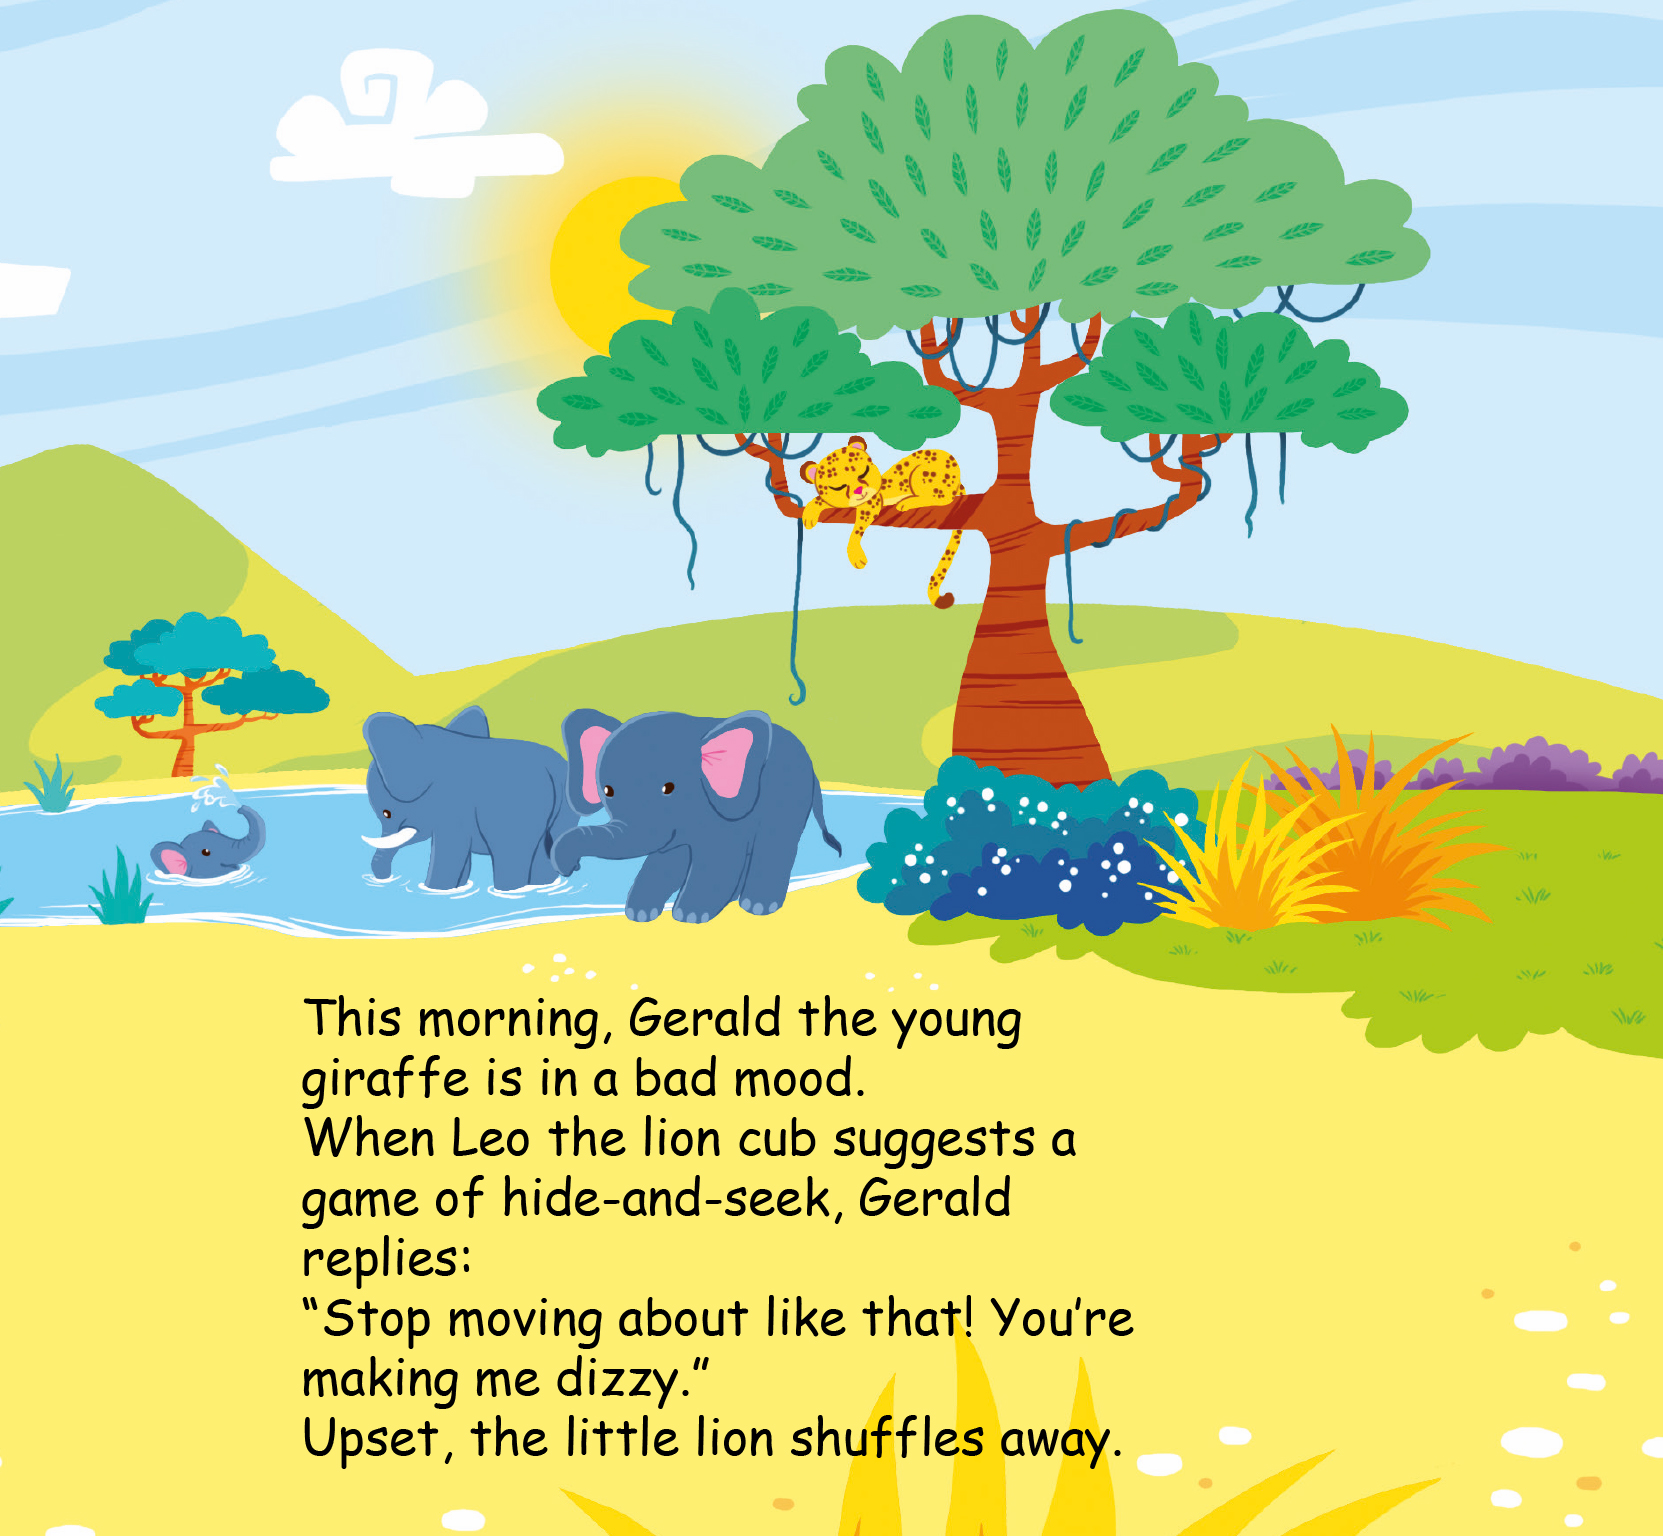 This morning, Gerald the young
giraffe is in a bad mood.
When Leo the lion cub suggests a
game of hide-and-seek, Gerald
replies:
“Stop moving about like that! You’re
making me dizzy.”
Upset, the little lion shuffles away.